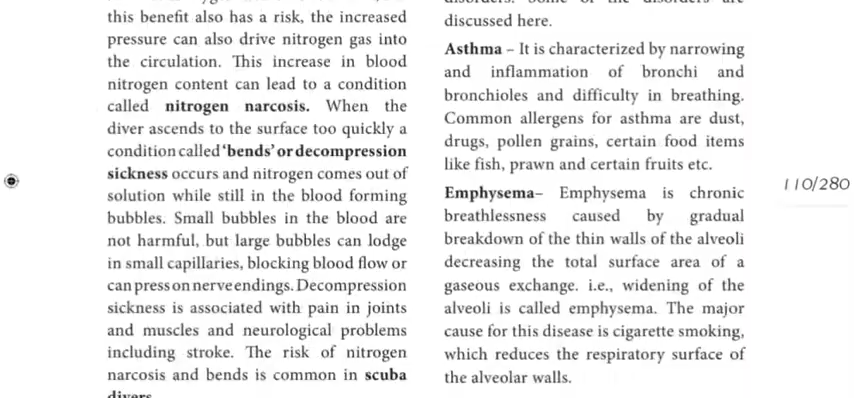 this benefit also has a risk, the increased
pressure can also drive nitrogen gas into
the circulation. This increase in blood
nitrogen content can lead to a condition
called nitrogen narcosis. When the
diver ascends to the surface too quickly a
condition called 'bends' or decompression
sickness occurs and nitrogen comes out of
solution while still in the blood forming
bubbles. Small bubbles in the blood are
not harmful, but large bubbles can lodge
in small capillaries, blocking blood flow or
can press on nerve endings. Decompression
sickness is associated with pain in joints
and muscles and neurological problems
including stroke. The risk of nitrogen
narcosis and bends is common in scuba
divers
discussed here.
Asthma – It is characterized by narrowing
and inflammation of bronchi and
bronchioles and difficulty in breathing.
Common allergens for asthma are dust,
drugs, pollen grains, certain food items
like fish, prawn and certain fruits etc.
Emphysema– Emphysema is chronic
breathlessness caused by gradual
breakdown of the thin walls of the alveoli
decreasing the total surface area of a
gaseous exchange. i.e., widening of the
alveoli is called emphysema. The major
cause for this disease is cigarette smoking,
which reduces the respiratory surface of
the alveolar walls.
110/280